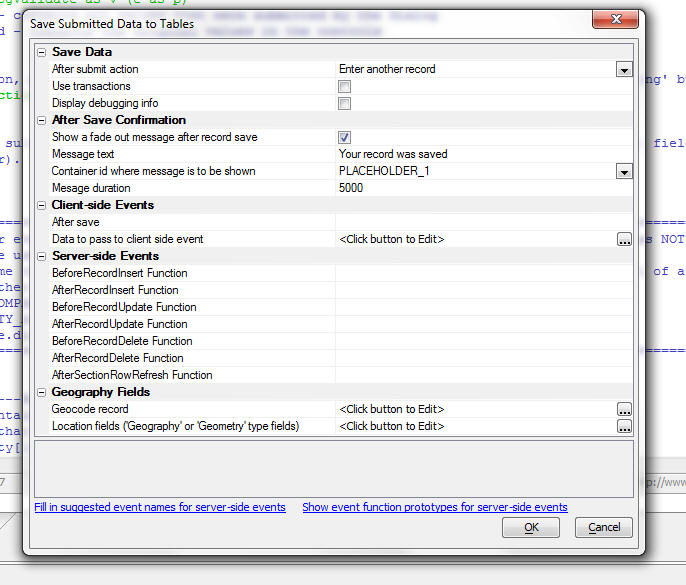 Save Submitted Data to Tables
Save Data
After submit action Enter another record
Use transactions
Display debugging info
After Save Confirmation
Show a fade out message after record save
Message text Your record was saved
Container id where message is to be shown PLACEHOLDER_1
Mesage duration 5000
Client-side Events
After save
Data to pass to client side event <Click button to Edit>
Server-side Events
BeforeRecordInsert Function
AfterRecordInsert Function
BeforeRecordUpdate Function
AfterRecordUpdate Function
BeforeRecordDelete Function
AfterRecordDelete Function
AfterSectionRowRefresh Function
Geography Fields
Geocode record <Click button to Edit>
Location fields ('Geography' or 'Geometry' type fields) <Click button to Edit>
Fill in suggested event names for server-side events Show event function prototypes for server-side events
OK Cancel